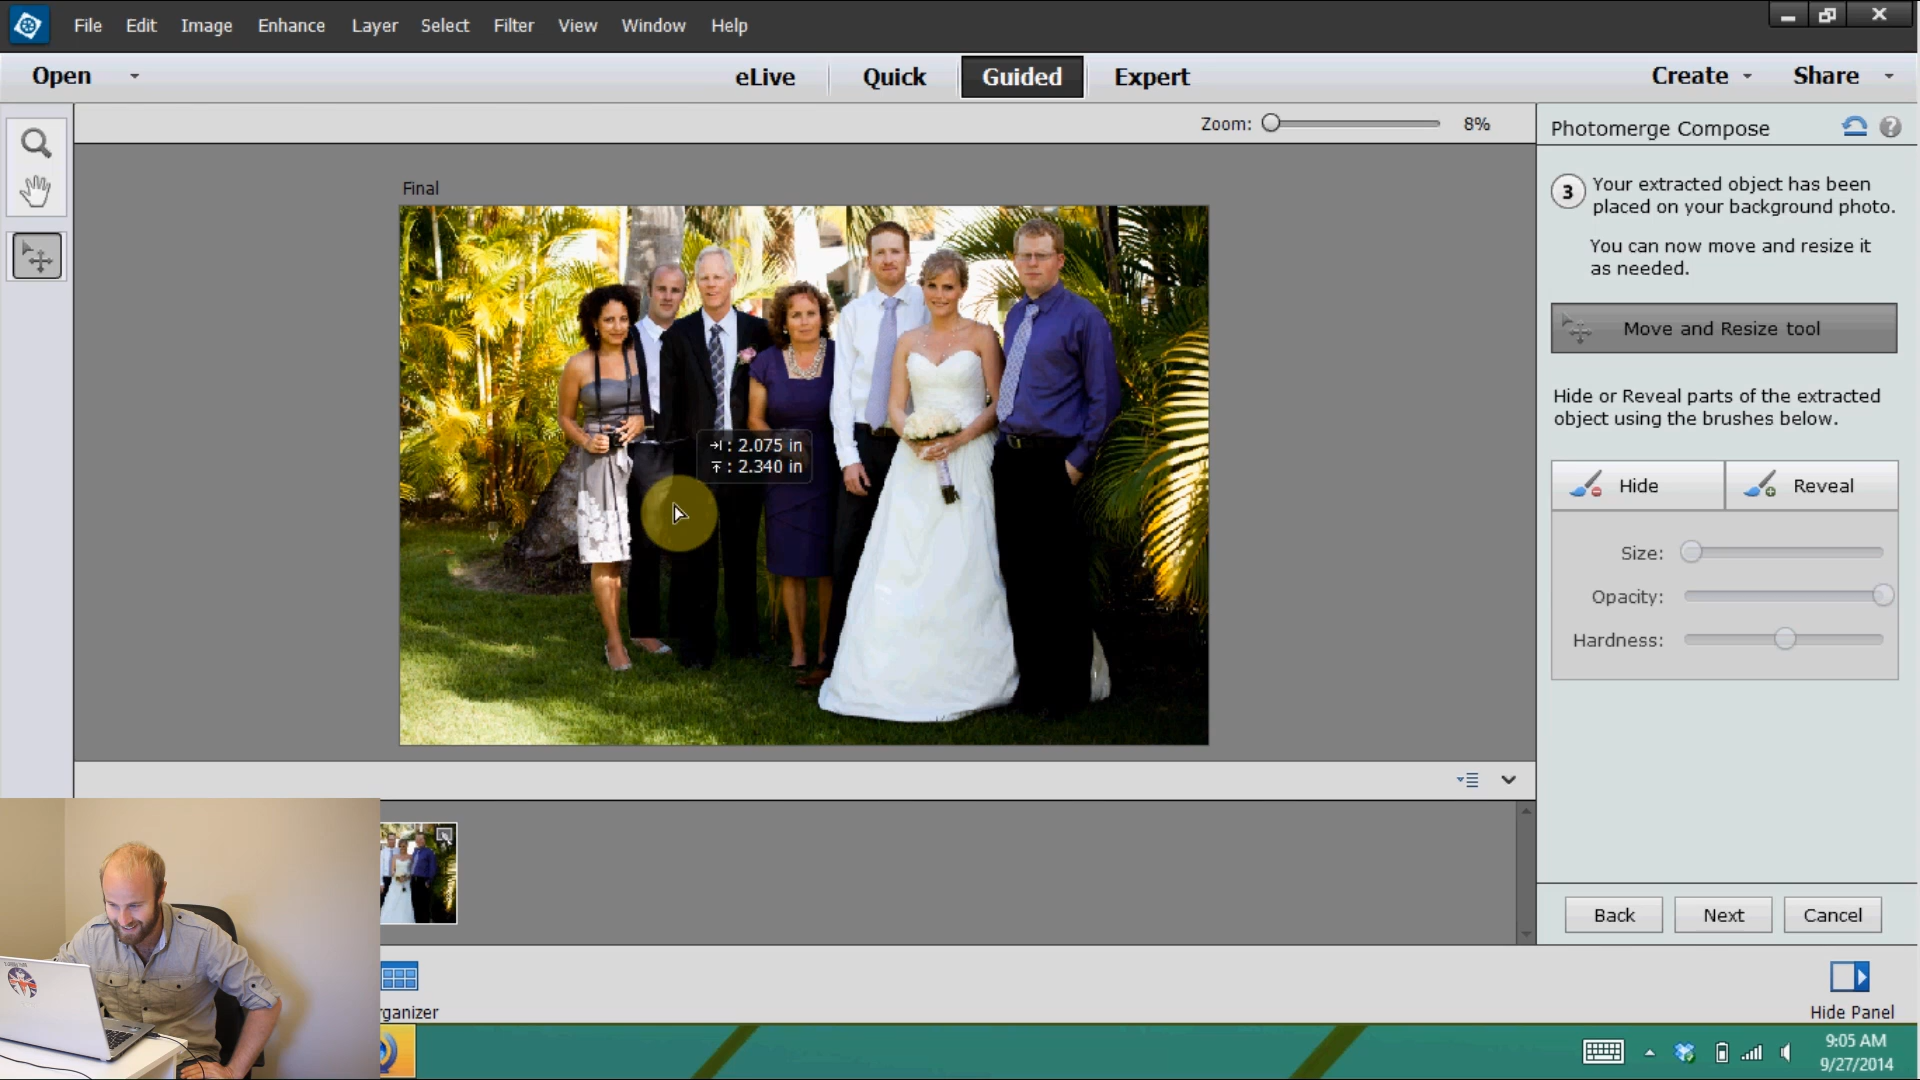 File Edit Image Enhance Layer Select Filter View Window Help
Open eLive Quick Guided Expert Create Share
Zoom: 8%
Photomerge Compose
Final
3 Your extracted object has been
placed on your background photo.
You can now move and resize it
as needed.
Move and Resize tool
Hide or Reveal parts of the extracted
object using the brushes below.
: 2.075 in
: 2.340 in
Hide Reveal
Size:
Opacity:
Hardness:
Back Next Cancel
rganizer
Hide Panel
9:05 AM
9/27/2014